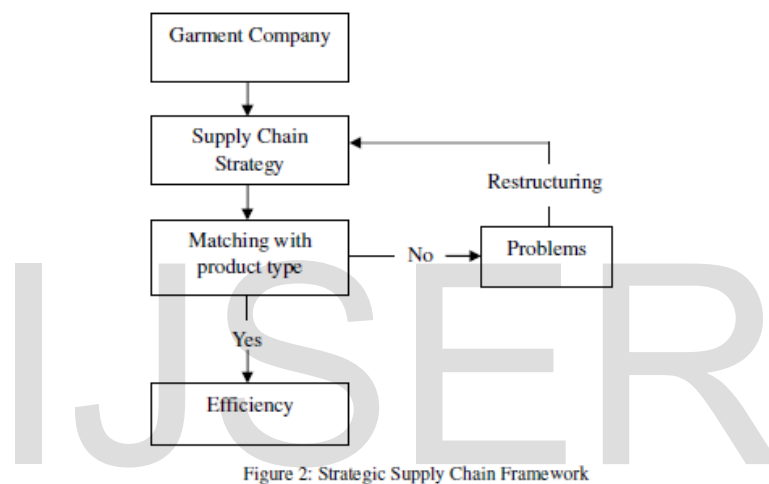 Garment Company
Supply Chain
Strategy
Restructuring
Matching with
product type
No
Problems
Yes
Efficiency
IJSER
Figure 2: Strategic Supply Chain Framework